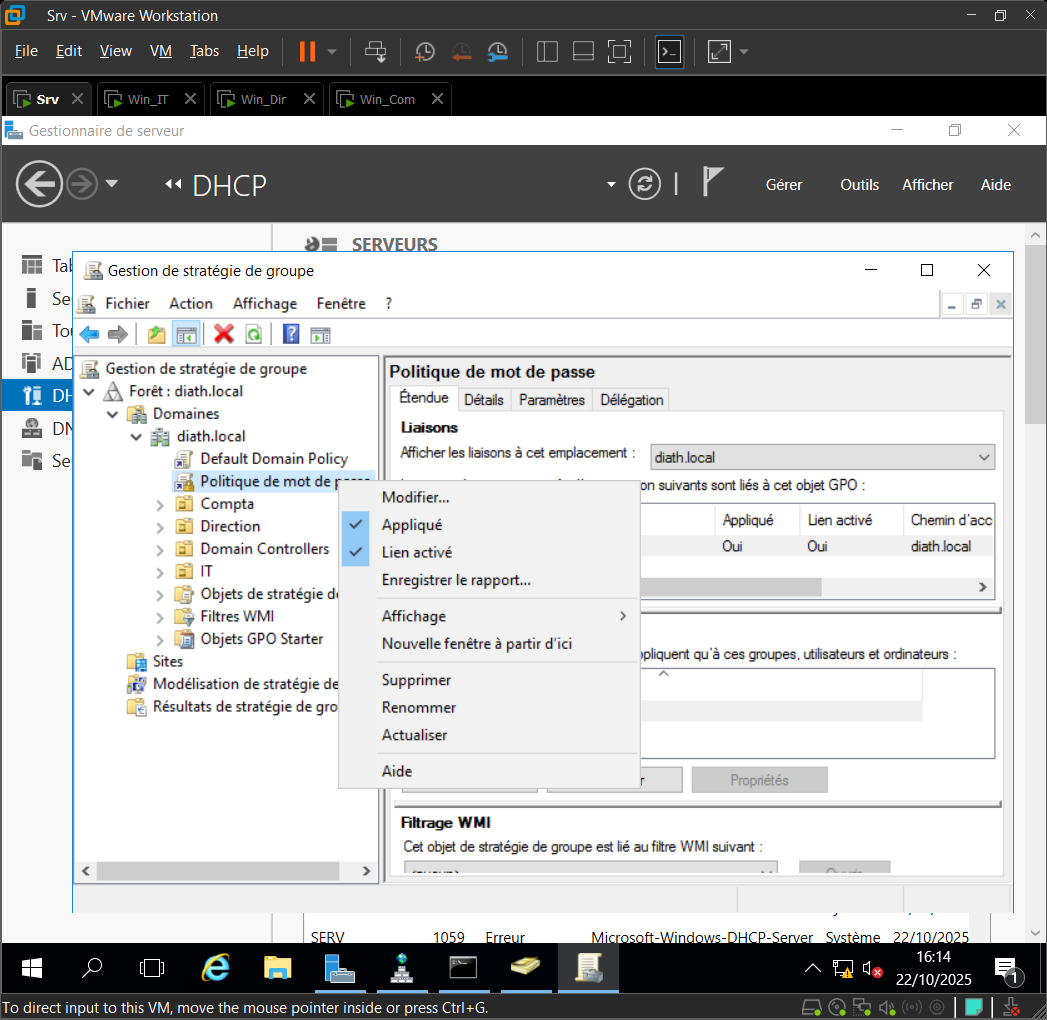 Srv - VMware Workstation
File Edit View VM Tabs Help
Srv Win_IT Win_Dir Win_Com
Gestionnaire de serveur
DHCP Gérer Outils Afficher Aide
SERVEURS
Gestion de stratégie de groupe
Fichier Action Affichage Fenêtre ?
Gestion de stratégie de groupe
Forêt : diath.local
Domaines
diath.local
Default Domain Policy
Politique de mot de passe
Compta
Direction
Domain Controllers
IT
Objets de stratégie de
Filtres WMI
Objets GPO Starter
Sites
Modélisation de stratégie de
Résultats de stratégie de gro
Politique de mot de passe
Étendue Détails Paramètres Délégation
Liaisons
Afficher les liaisons à cet emplacement : diath.local
on suivants sont liés à cet objet GPO :
Appliqué Lien activé Chemin d'acc
Oui Oui diath.local
ppliquent qu'à ces groupes, utilisateurs et ordinateurs :
Propriétés
Filtrage WMI
Cet objet de stratégie de groupe est lié au filtre WMI suivant :
Modifier...
Appliqué
Lien activé
Enregistrer le rapport...
Affichage
Nouvelle fenêtre à partir d'ici
Supprimer
Renommer
Actualiser
Aide
SERV 1059 Erreur Microsoft-Windows-DHCP-Server Système 22/10/2025
16:14
22/10/2025
1
To direct input to this VM, move the mouse pointer inside or press Ctrl+G.